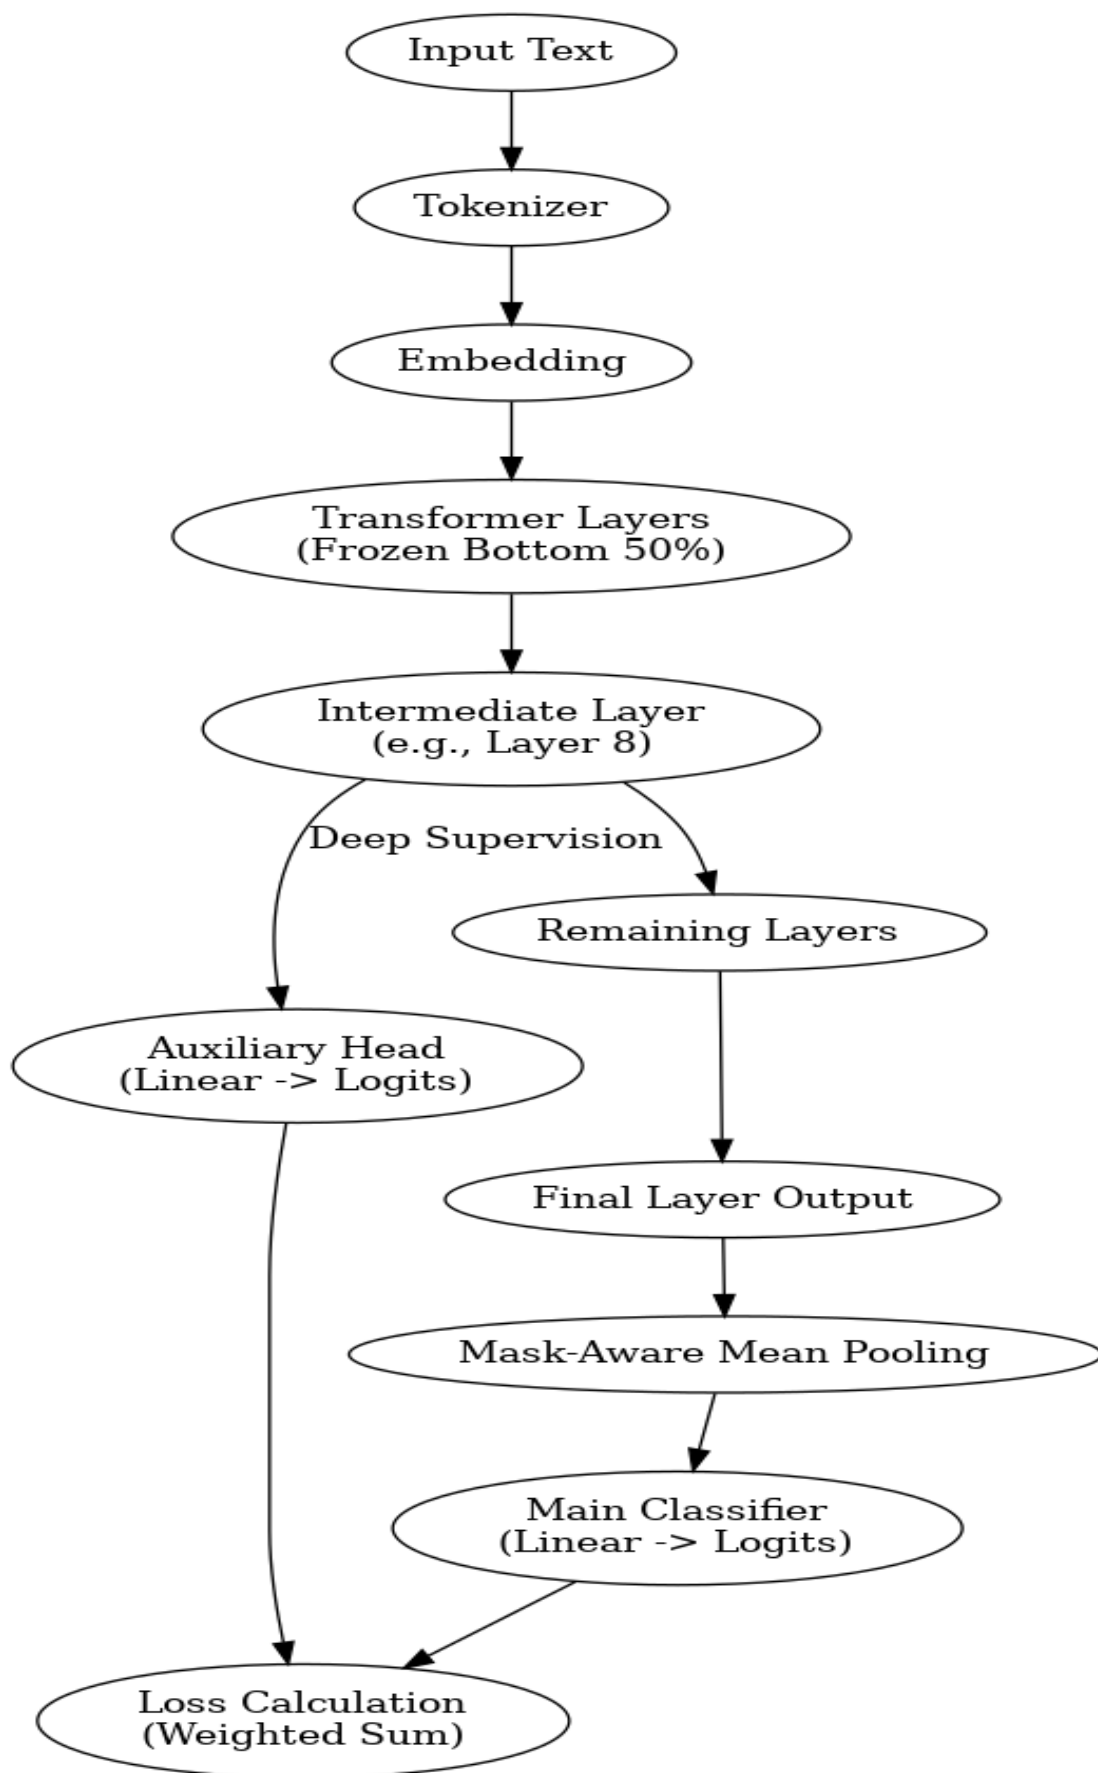 Input Text
Tokenizer
Embedding
Transformer Layers
(Frozen Bottom 50%)
Intermediate Layer
(e.g., Layer 8)
Deep Supervision
Remaining Layers
Auxiliary Head
(Linear -> Logits)
Final Layer Output
Mask-Aware Mean Pooling
Main Classifier
(Linear -> Logits)
Loss Calculation
(Weighted Sum)